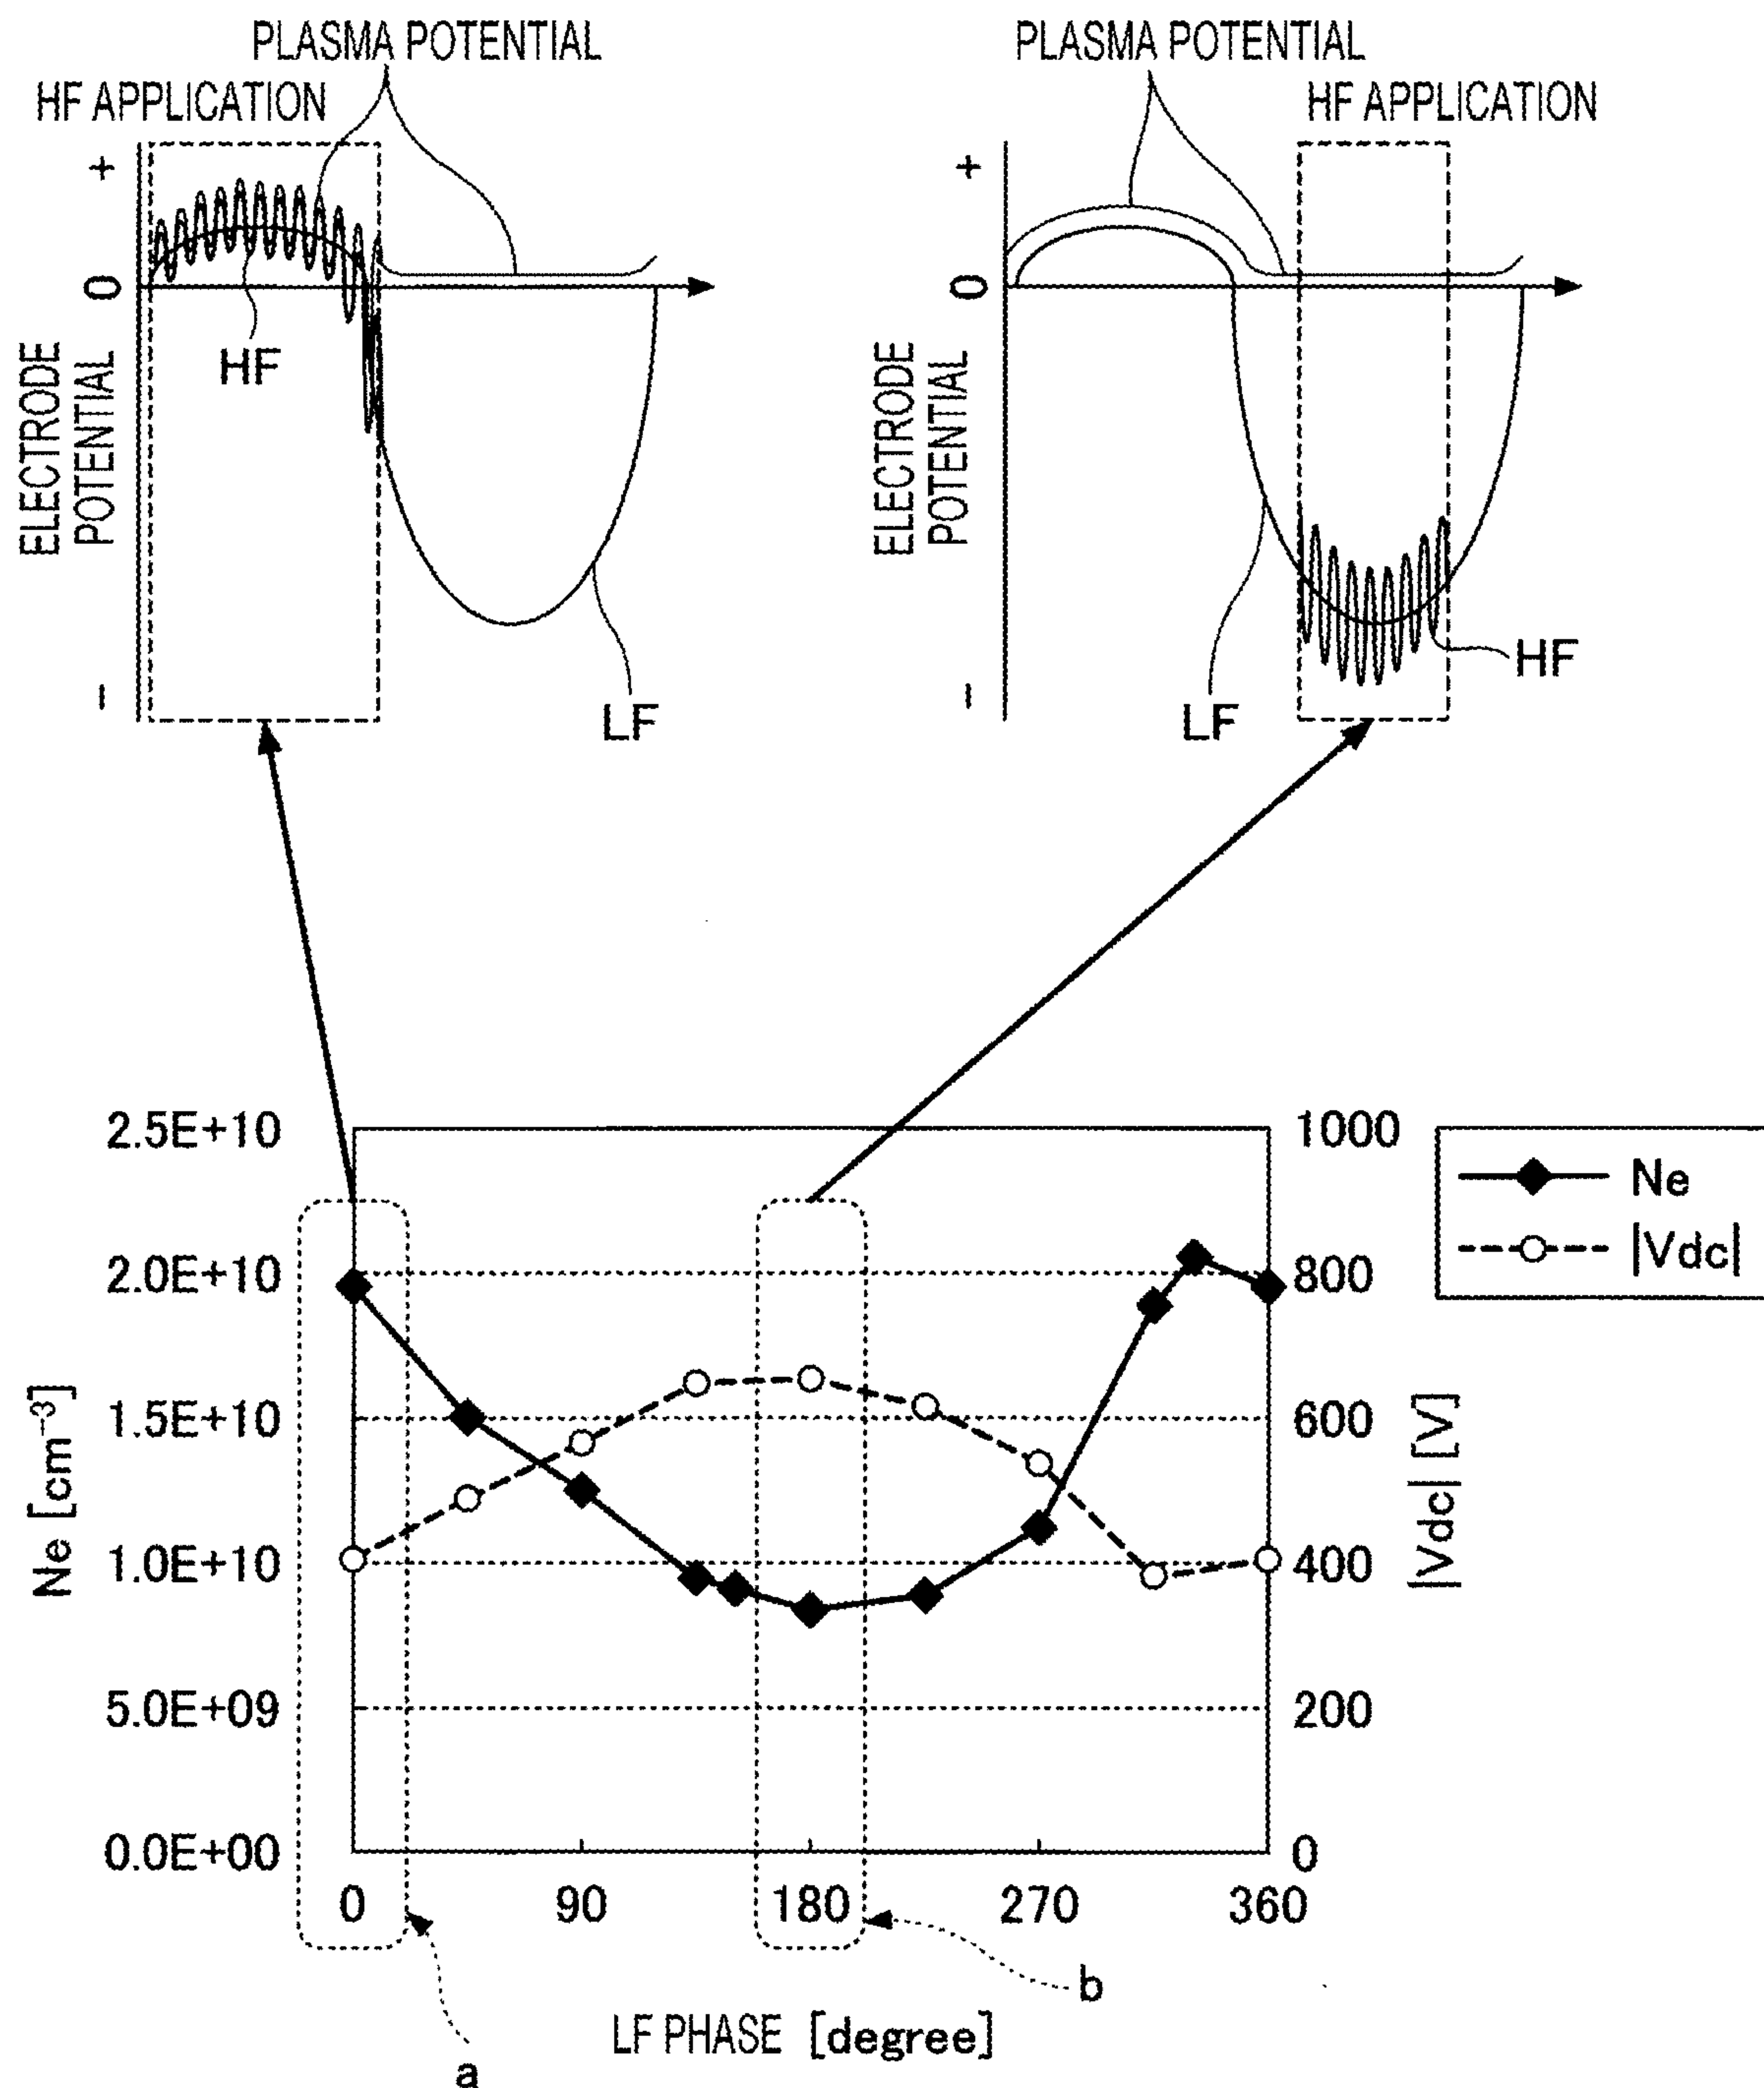 PLASMA POTENTIAL
HF APPLICATION
+
0
-
ELECTRODE
POTENTIAL
HF
LF
PLASMA POTENTIAL
HF APPLICATION
+
0
-
ELECTRODE
POTENTIAL
LF
HF
2.5E+10
2.0E+10
1.5E+10
1.0E+10
5.0E+09
0.0E+00
Ne [cm⁻³]
1000
800
600
400
200
0
|Vdc| [V]
Ne
|Vdc|
0
90
180
270
360
a
b
LF PHASE [degree]